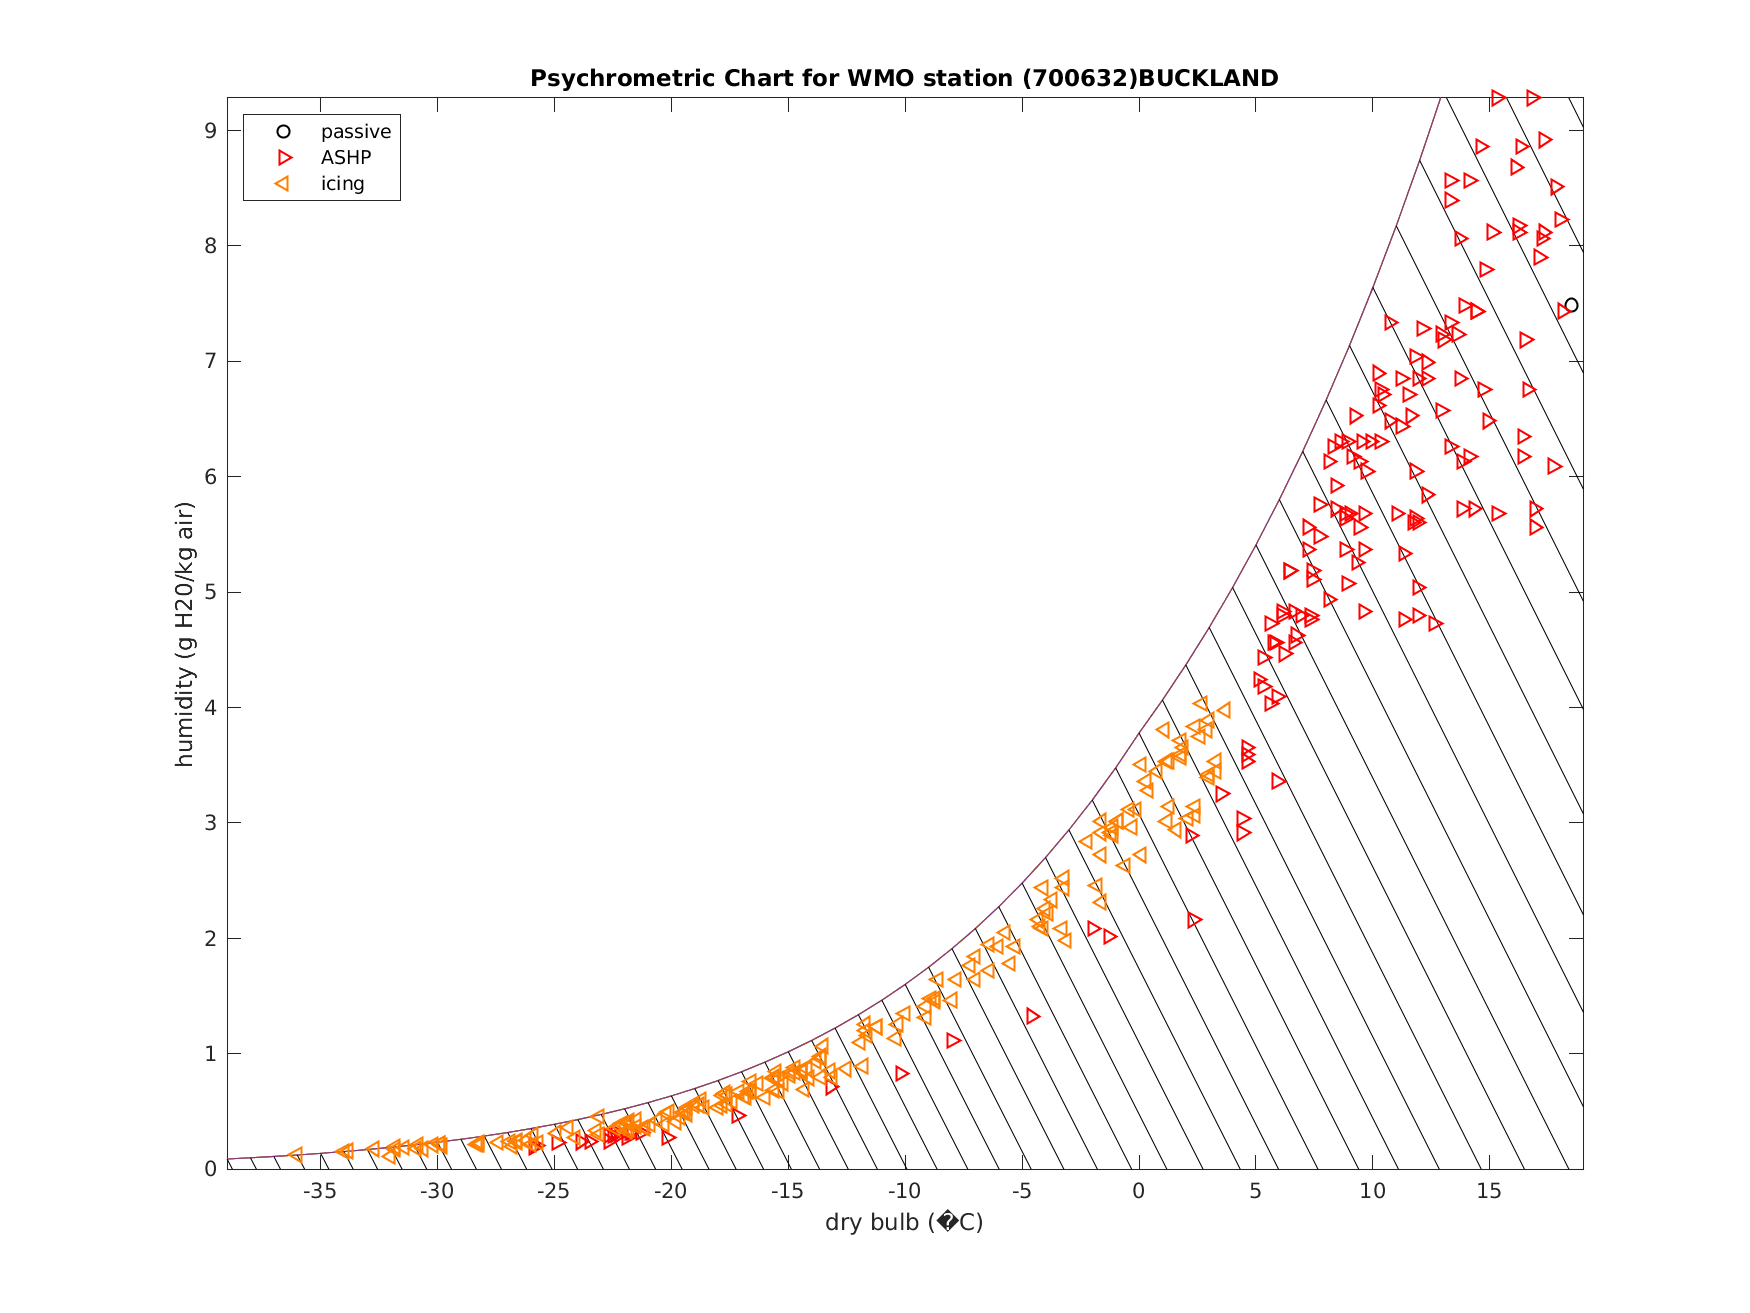 Psychrometric Chart for WMO station (700632)BUCKLAND
passive
ASHP
icing
9
8
7
6
5
4
3
2
1
0
humidity (g H20/kg air)
-35 -30 -25 -20 -15 -10 -5 0 5 10 15
dry bulb (�C)